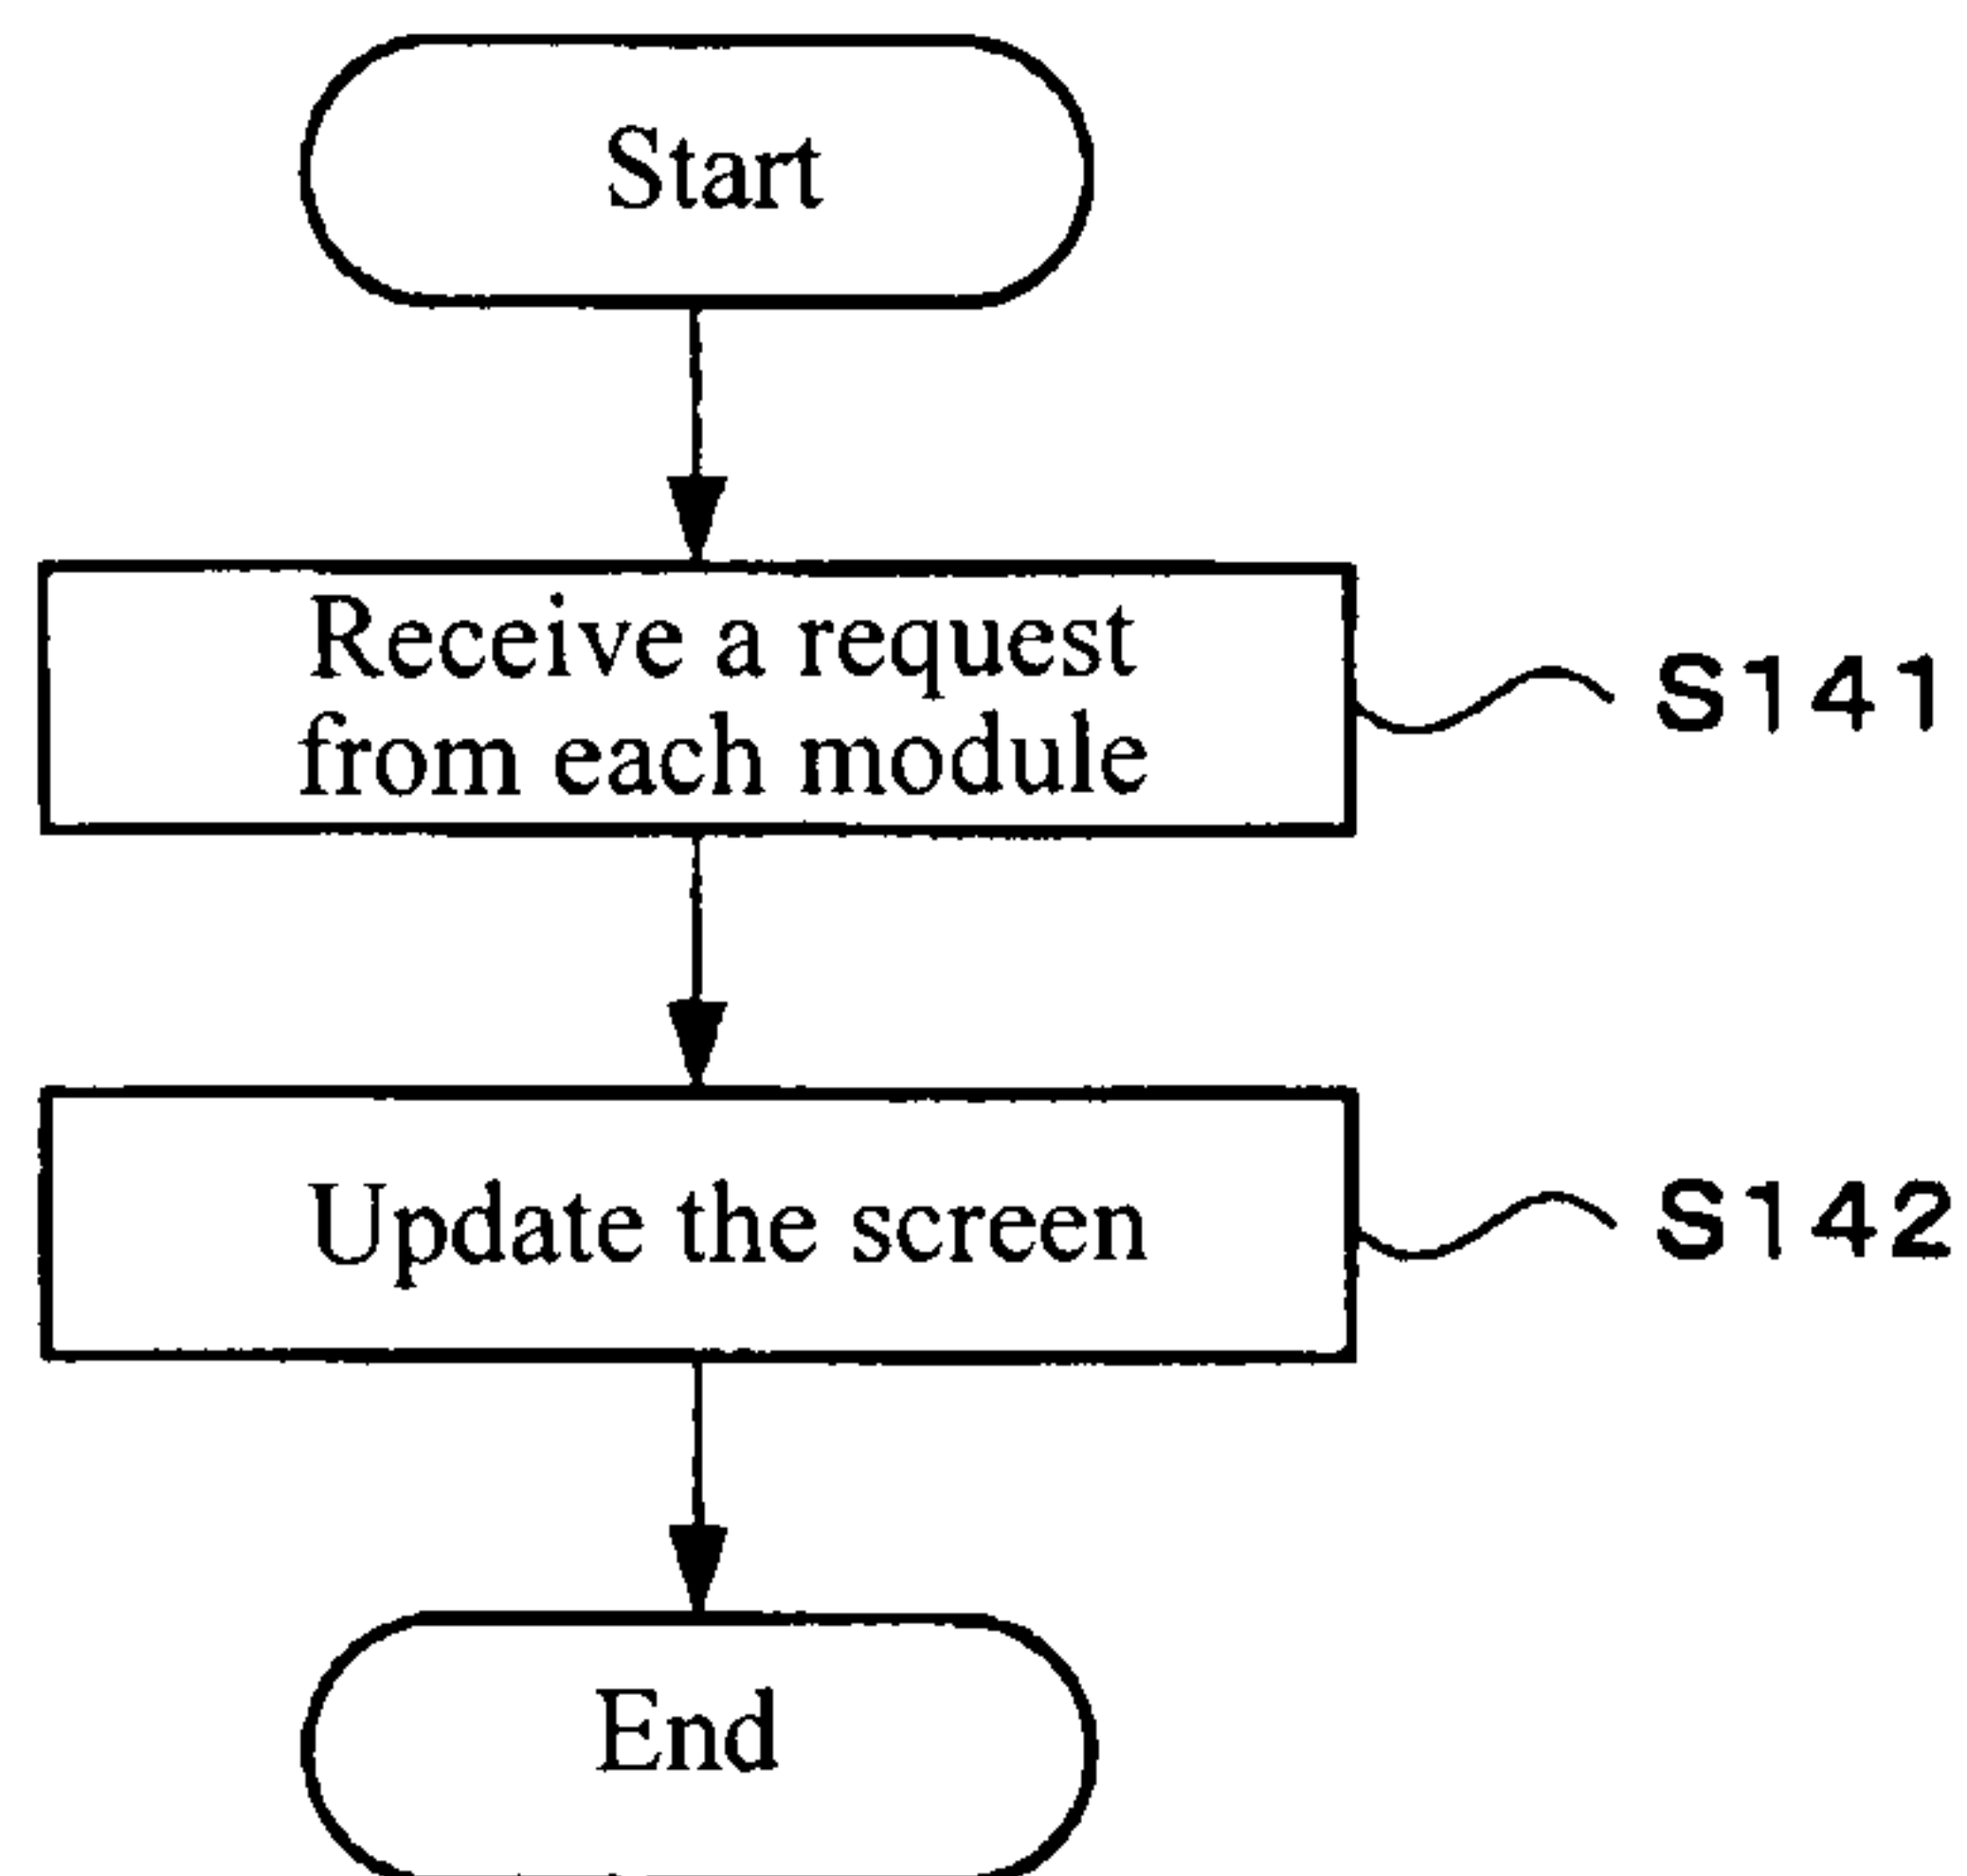 Start
Receive a request
from each module
S141
Update the screen
S142
End